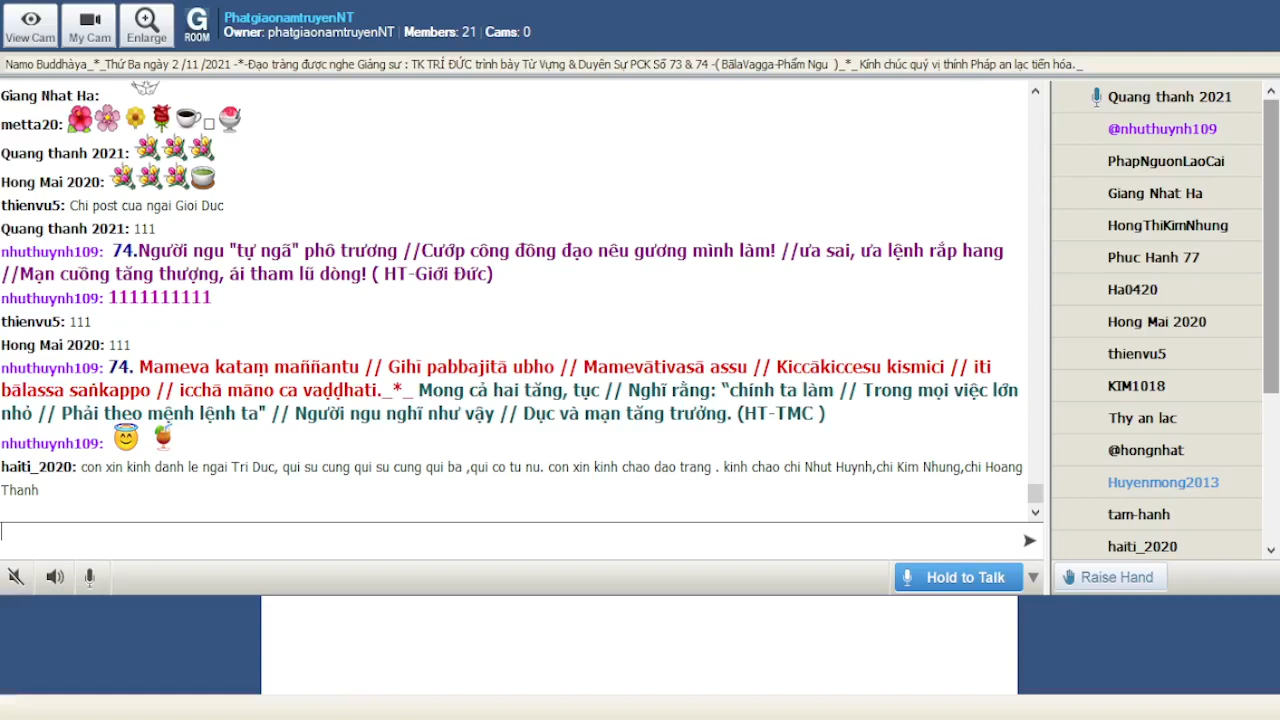 View Cam
My Cam
Enlarge
G
ROOM
PhatgiaonamtruyenNT
Owner: phatgiaonamtruyenNT | Members: 21 | Cams: 0
Namo Buddhàya_*_Thứ Ba ngày 2 /11 /2021 -*-Đạo tràng được nghe Giảng sư : TK TRÍ ĐỨC trình bày Từ Vựng & Duyên Sự PCK Số 73 & 74 -( BālaVagga-Phẩm Ngu )_*_ Kính chúc quý vị thính Pháp an lạc tiến hóa._
Giang Nhat Ha:
metta20:
Quang thanh 2021:
Hong Mai 2020:
thienvu5: Chi post cua ngai Gioi Duc
Quang thanh 2021: 111
nhuthuynh109: 74.Người ngu "tự ngã" phô trương //Cướp công đồng đạo nêu gương mình làm! //ưa sai, ưa lệnh rắp hang
//Mạn cuồng tăng thượng, ái tham lũ dòng! ( HT-Giới Đức)
nhuthuynh109: 1111111111
thienvu5: 111
Hong Mai 2020: 111
nhuthuynh109: 74. Mameva kataṃ maññantu // Gihī pabbajitā ubho // Mamevātivasā assu // Kiccākiccesu kismici // iti
bālassa saṅkappo // icchā māno ca vaḍḍhati._*_ Mong cả hai tăng, tục // Nghĩ rằng: “chính ta làm // Trong mọi việc lớn
nhỏ // Phải theo mệnh lệnh ta" // Người ngu nghĩ như vậy // Dục và mạn tăng trưởng. (HT-TMC )
nhuthuynh109:
haiti_2020: con xin kinh danh le ngai Tri Duc, qui su cung qui su cung qui ba ,qui co tu nu. con xin kinh chao dao trang . kinh chao chi Nhut Huynh,chi Kim Nhung,chi Hoang
Thanh
Hold to Talk
Quang thanh 2021
@nhuthuynh109
PhapNguonLaoCai
Giang Nhat Ha
HongThiKimNhung
Phuc Hanh 77
Ha0420
Hong Mai 2020
thienvu5
KIM1018
Thy an lac
@hongnhat
Huyenmong2013
tam-hanh
haiti_2020
Raise Hand